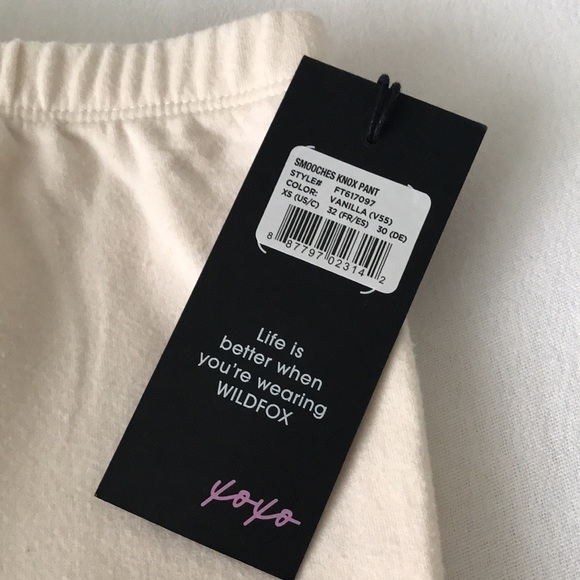 SMOOCHES KNOX PANT
STYLE# FT617097
COLOR: VANILLA (V55)
XS (US/C) 32 (FR/ES) 30 (DE)
8 87797 02314 2
Life is
better when
you're wearing
WILDFOX
xoxo